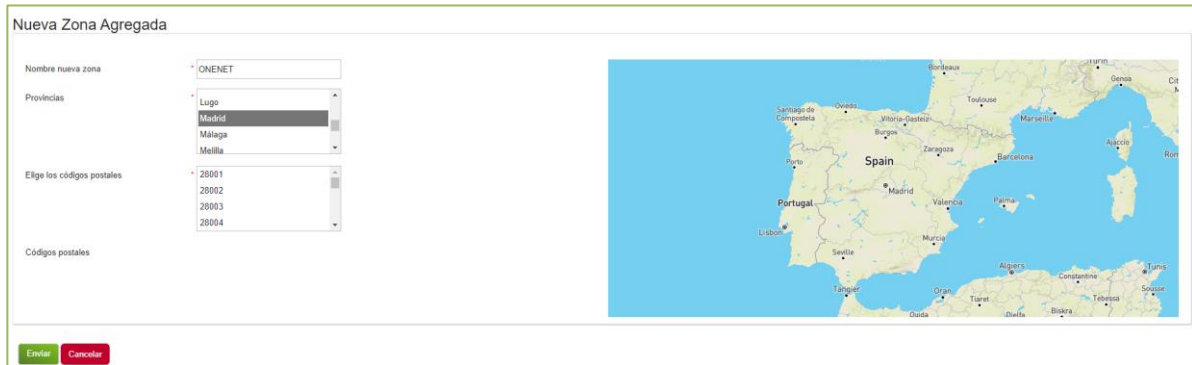 Nueva Zona Agregada
Nombre nueva zona * ONENET
Provincias *
Lugo
Madrid
Málaga
Melilla
Elige los códigos postales *
28001
28002
28003
28004
Códigos postales
Enviar Cancelar
Bordeaux
Turin
Genoa
Toulouse
Santiago de Compostela
Oviedo
Vitoria-Gasteiz
Marseille
Burgos
Ajaccio
Porto
Zaragoza
Barcelona
Spain
Madrid
Portugal
Valencia
Palma
Lisbon
Murcia
Seville
Algiers
Tunis
Constantine
Tangier
Oran
Tiaret
Tebessa
Sousse
Oujda
Djelfa
Biskra